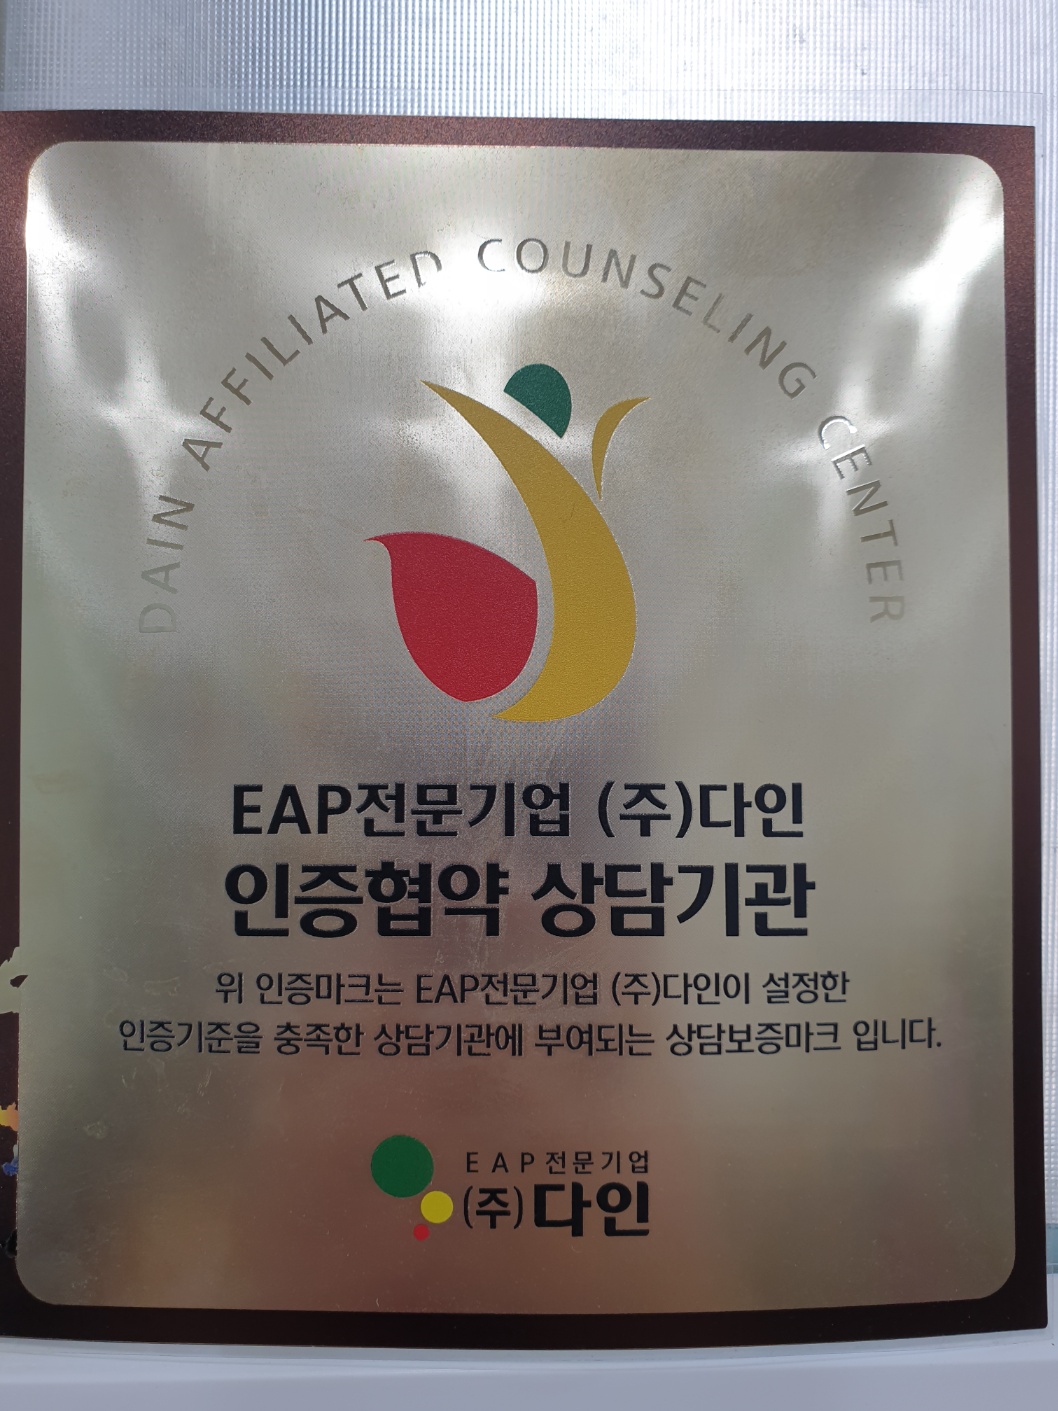 DAIN AFFILIATED COUNSELING CENTER
EAP전문기업 (주)다인
인증협약 상담기관
위 인증마크는 EAP전문기업 (주)다인이 설정한
인증기준을 충족한 상담기관에 부여되는 상담보증마크 입니다.
EAP전문기업
(주)다인